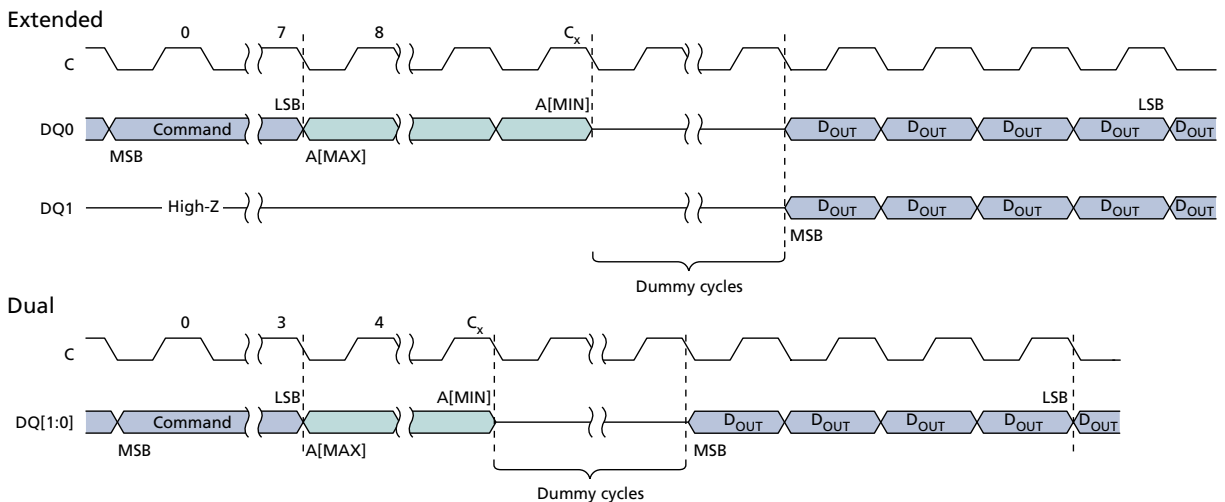 Extended
0 7 8 Cx
C
LSB A[MIN] LSB
DQ0 Command DOUT DOUT DOUT DOUT DOUT
MSB A[MAX]
DQ1 High-Z DOUT DOUT DOUT DOUT DOUT
MSB
Dummy cycles
Dual
0 3 4 Cx
C
LSB A[MIN] LSB
DQ[1:0] Command DOUT DOUT DOUT DOUT DOUT
MSB A[MAX] MSB
Dummy cycles